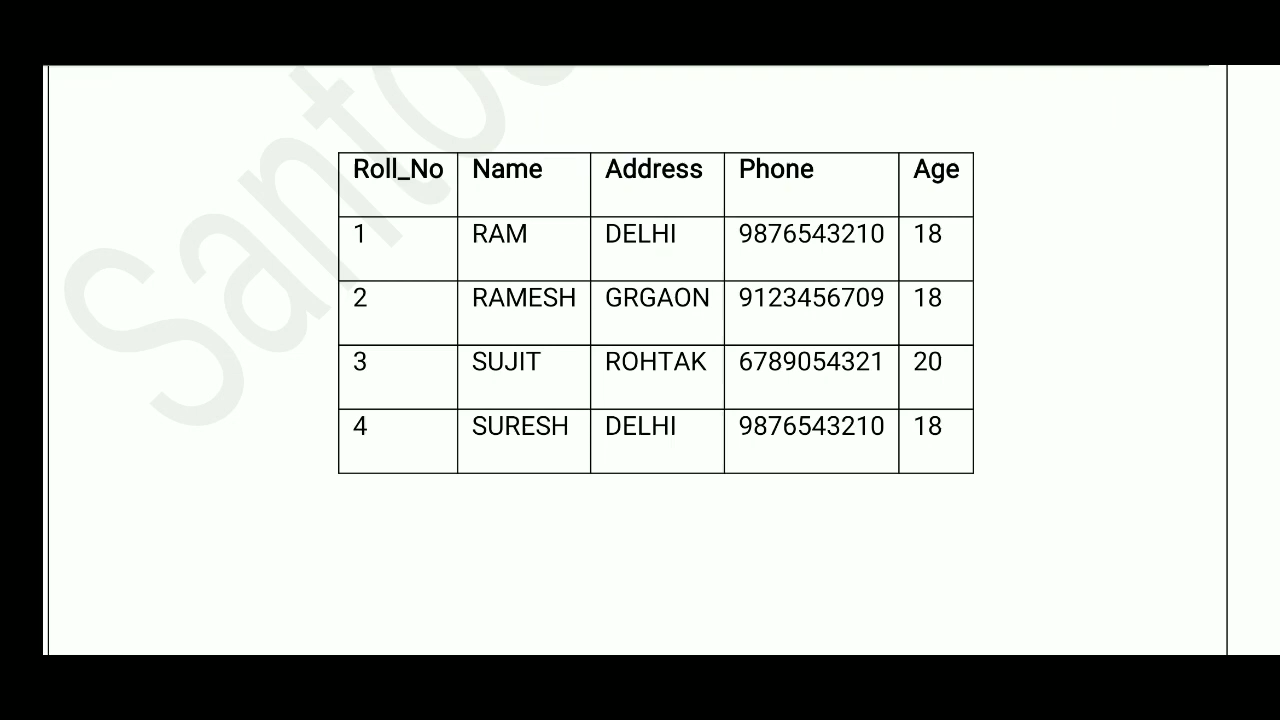 Roll_No Name Address Phone Age
1 RAM DELHI 9876543210 18
2 RAMESH GRGAON 9123456709 18
3 SUJIT ROHTAK 6789054321 20
4 SURESH DELHI 9876543210 18